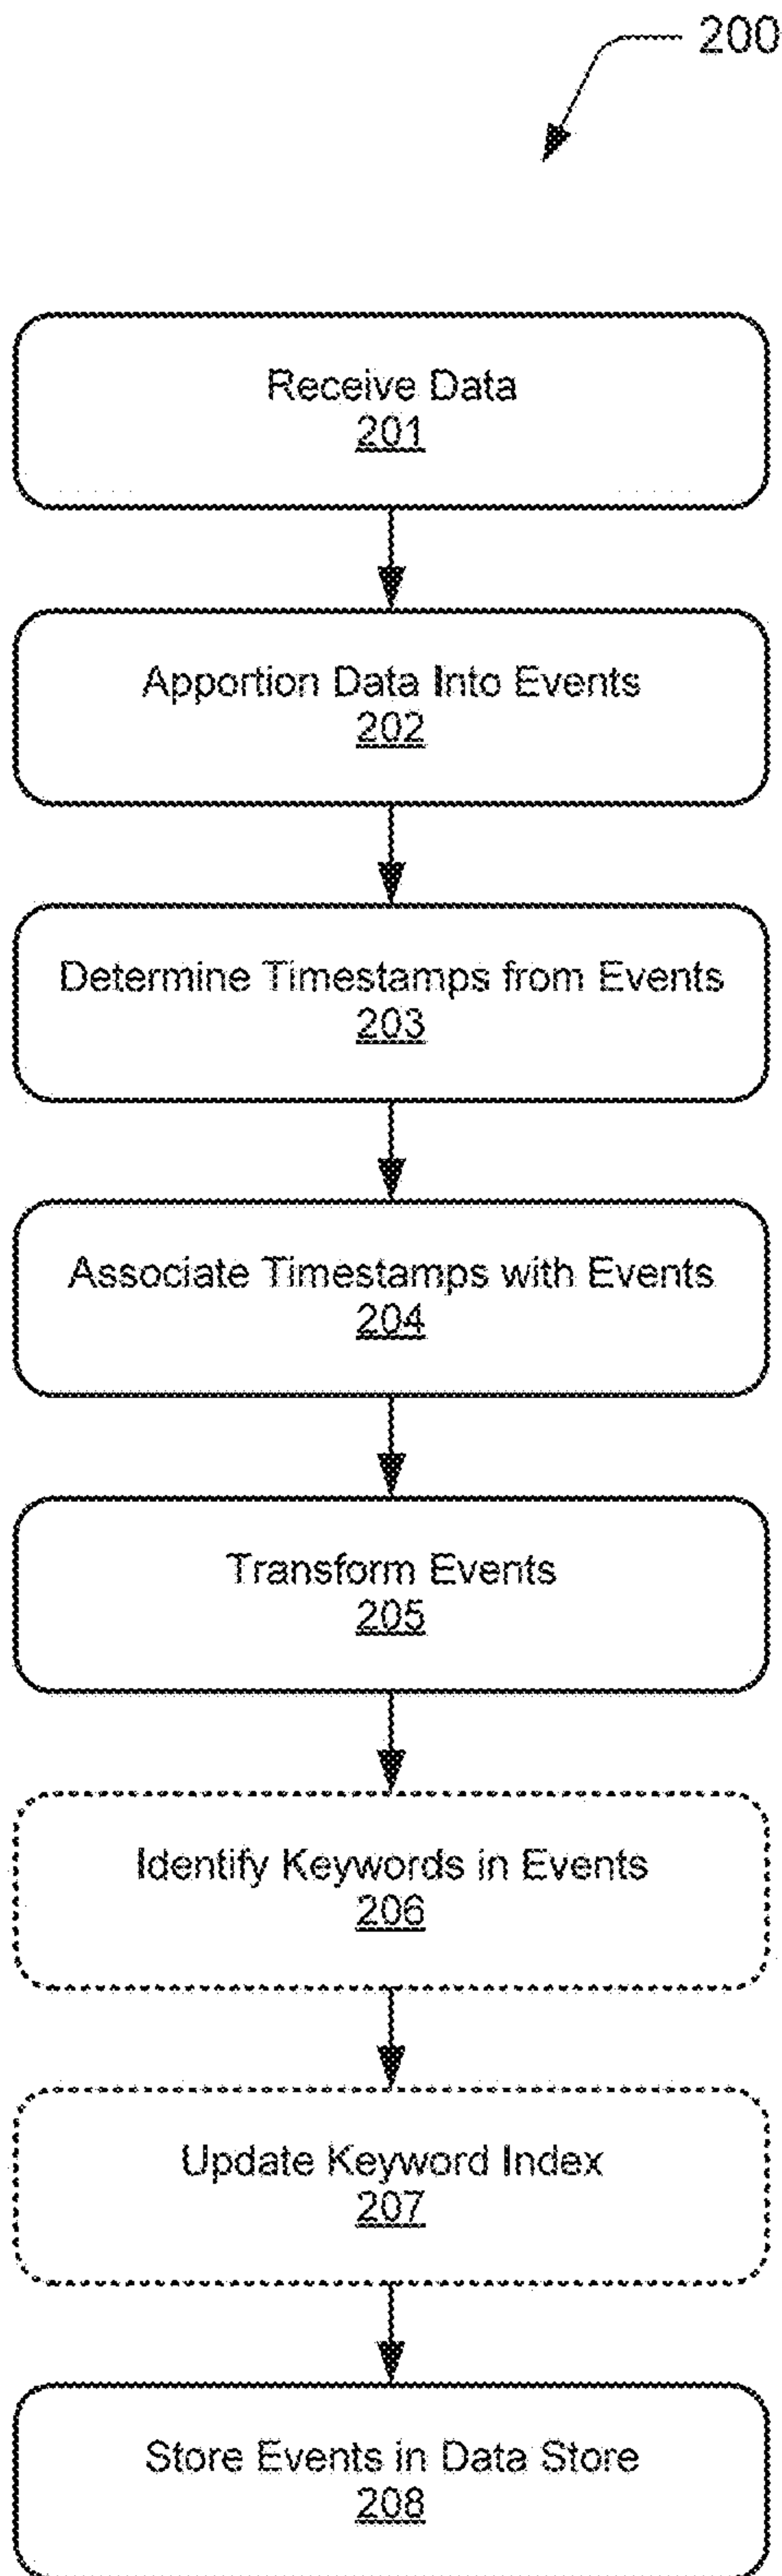 200
Receive Data
201
Apportion Data Into Events
202
Determine Timestamps from Events
203
Associate Timestamps with Events
204
Transform Events
205
Identify Keywords in Events
206
Update Keyword Index
207
Store Events in Data Store
208